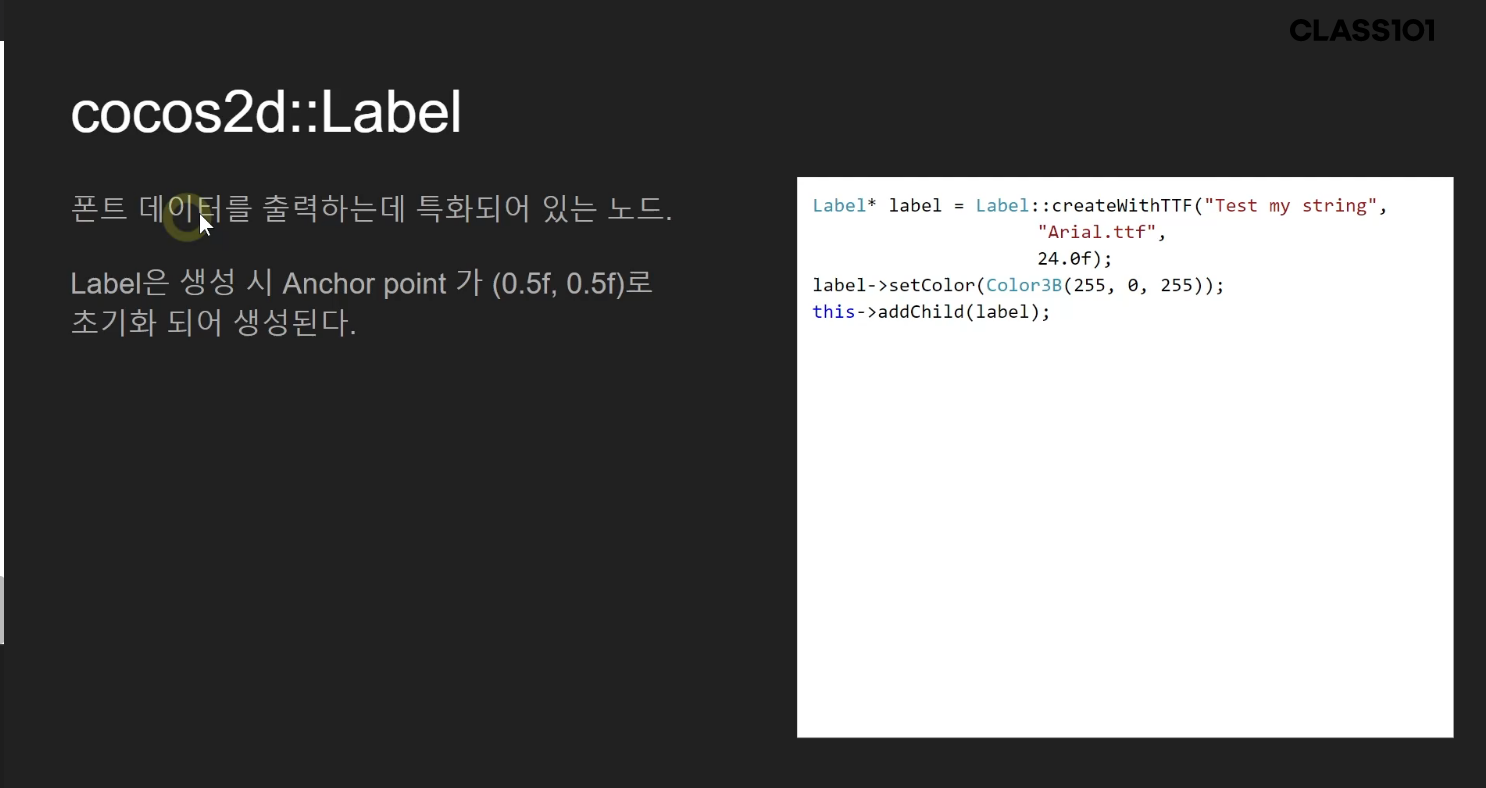 CLASS101
cocos2d::Label
폰트 데이터를 출력하는데 특화되어 있는 노드.
Label은 생성 시 Anchor point 가 (0.5f, 0.5f)로
초기화 되어 생성된다.
Label* label = Label::createWithTTF("Test my string",
"Arial.ttf",
24.0f);
label->setColor(Color3B(255, 0, 255));
this->addChild(label);